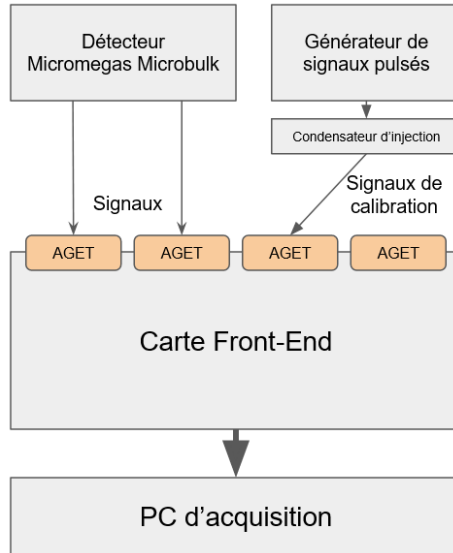 Détecteur
Micromegas Microbulk
Générateur de
signaux pulsés
Condensateur d'injection
Signaux
Signaux de
calibration
AGET
AGET
AGET
AGET
Carte Front-End
PC d'acquisition